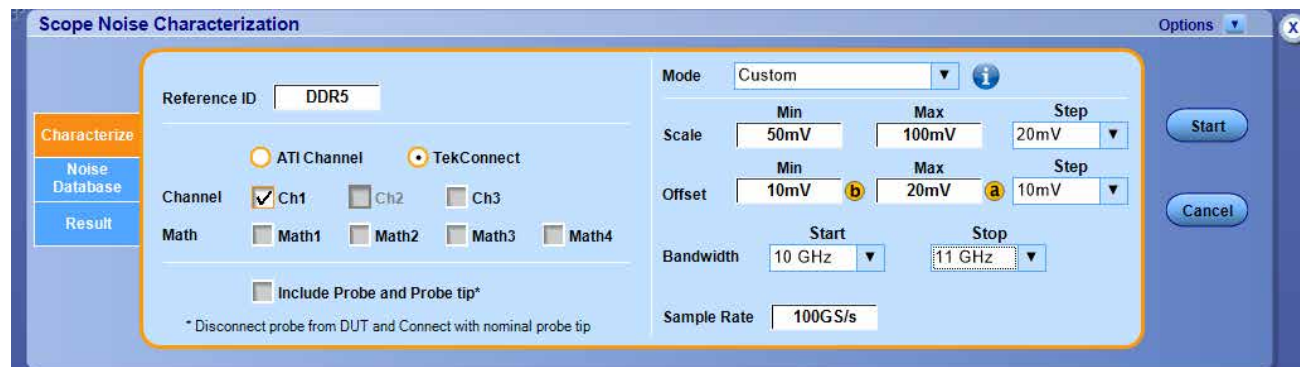 Scope Noise Characterization
Options
X
Characterize
Noise
Database
Result
Reference ID DDR5
ATI Channel TekConnect
Channel Ch1 Ch2 Ch3
Math Math1 Math2 Math3 Math4
Include Probe and Probe tip*
* Disconnect probe from DUT and Connect with nominal probe tip
Mode Custom i
Min Max Step
Scale 50mV 100mV 20mV
Min Max Step
Offset 10mV b 20mV a 10mV
Start Stop
Bandwidth 10 GHz 11 GHz
Sample Rate 100GS/s
Start
Cancel